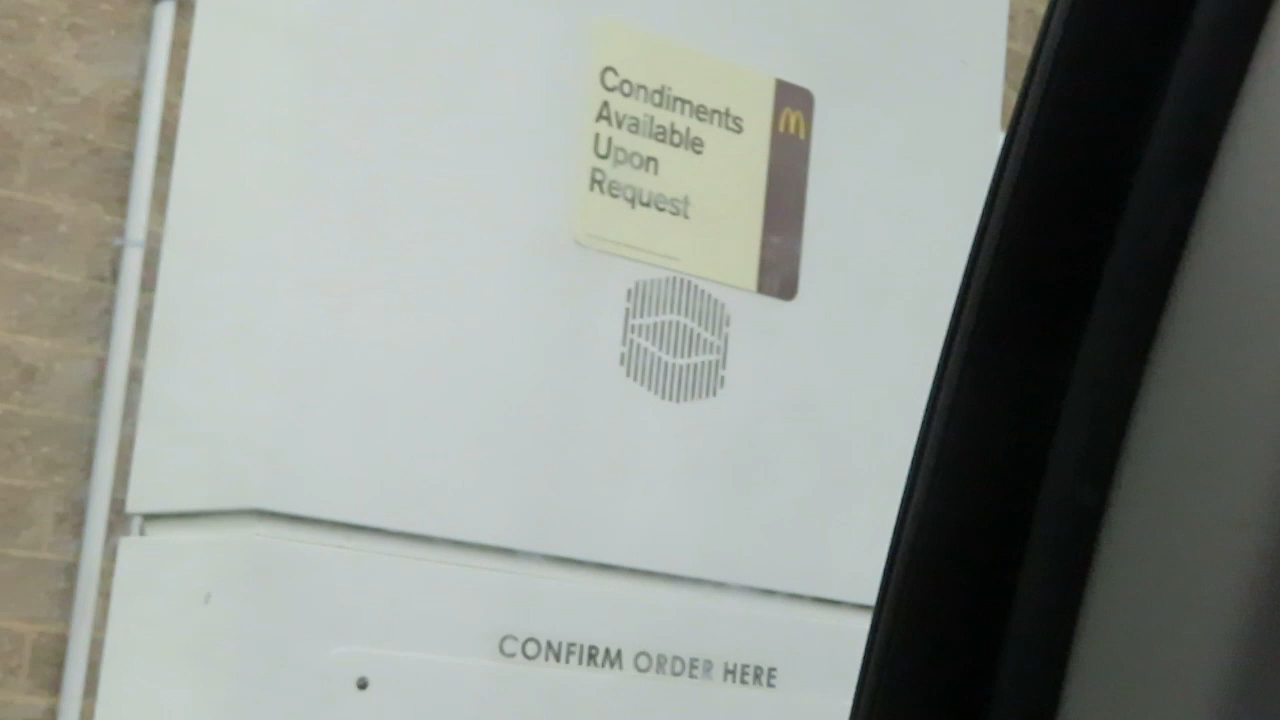 Condiments
Available
Upon
Request
CONFIRM ORDER HERE